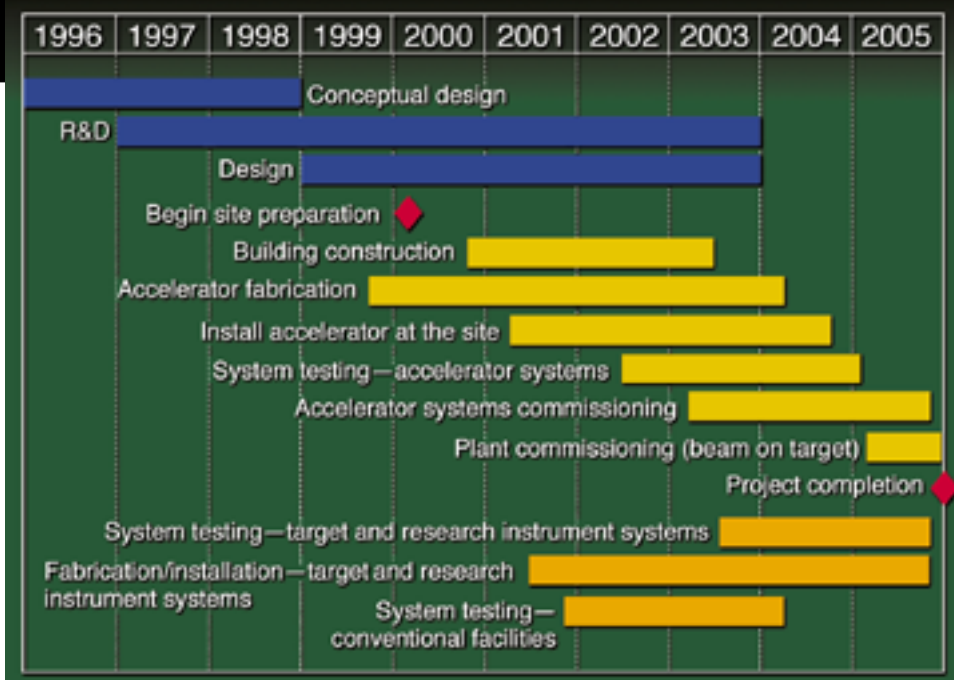 1996 1997 1998 1999 2000 2001 2002 2003 2004 2005
Conceptual design
R&D
Design
Begin site preparation
Building construction
Accelerator fabrication
Install accelerator at the site
System testing—accelerator systems
Accelerator systems commissioning
Plant commissioning (beam on target)
Project completion
System testing—target and research instrument systems
Fabrication/installation—target and research
instrument systems
System testing—
conventional facilities